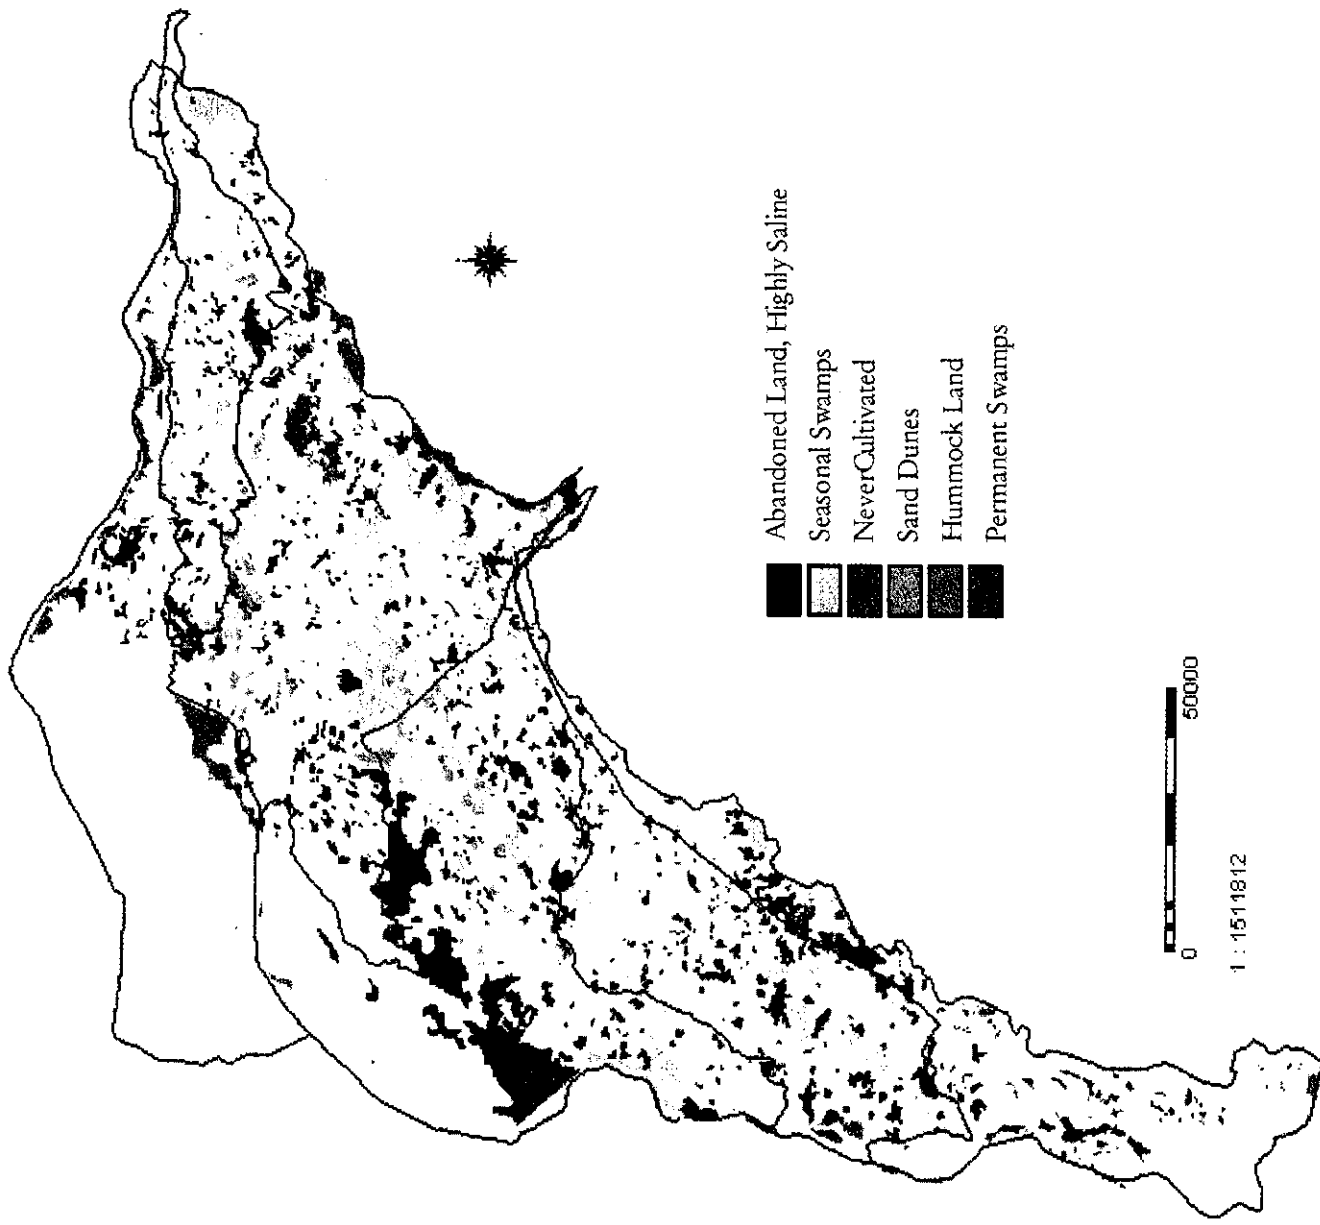 Abandoned Land, Highly Saline
Seasonal Swamps
NeverCultivated
Sand Dunes
Hummock Land
Permanent Swamps
0 50000
1 : 1511812